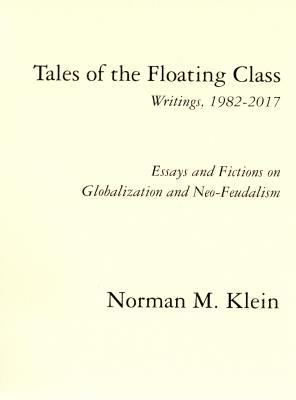 Tales of the Floating Class
Writings, 1982-2017
Essays and Fictions on
Globalization and Neo-Feudalism
Norman M. Klein